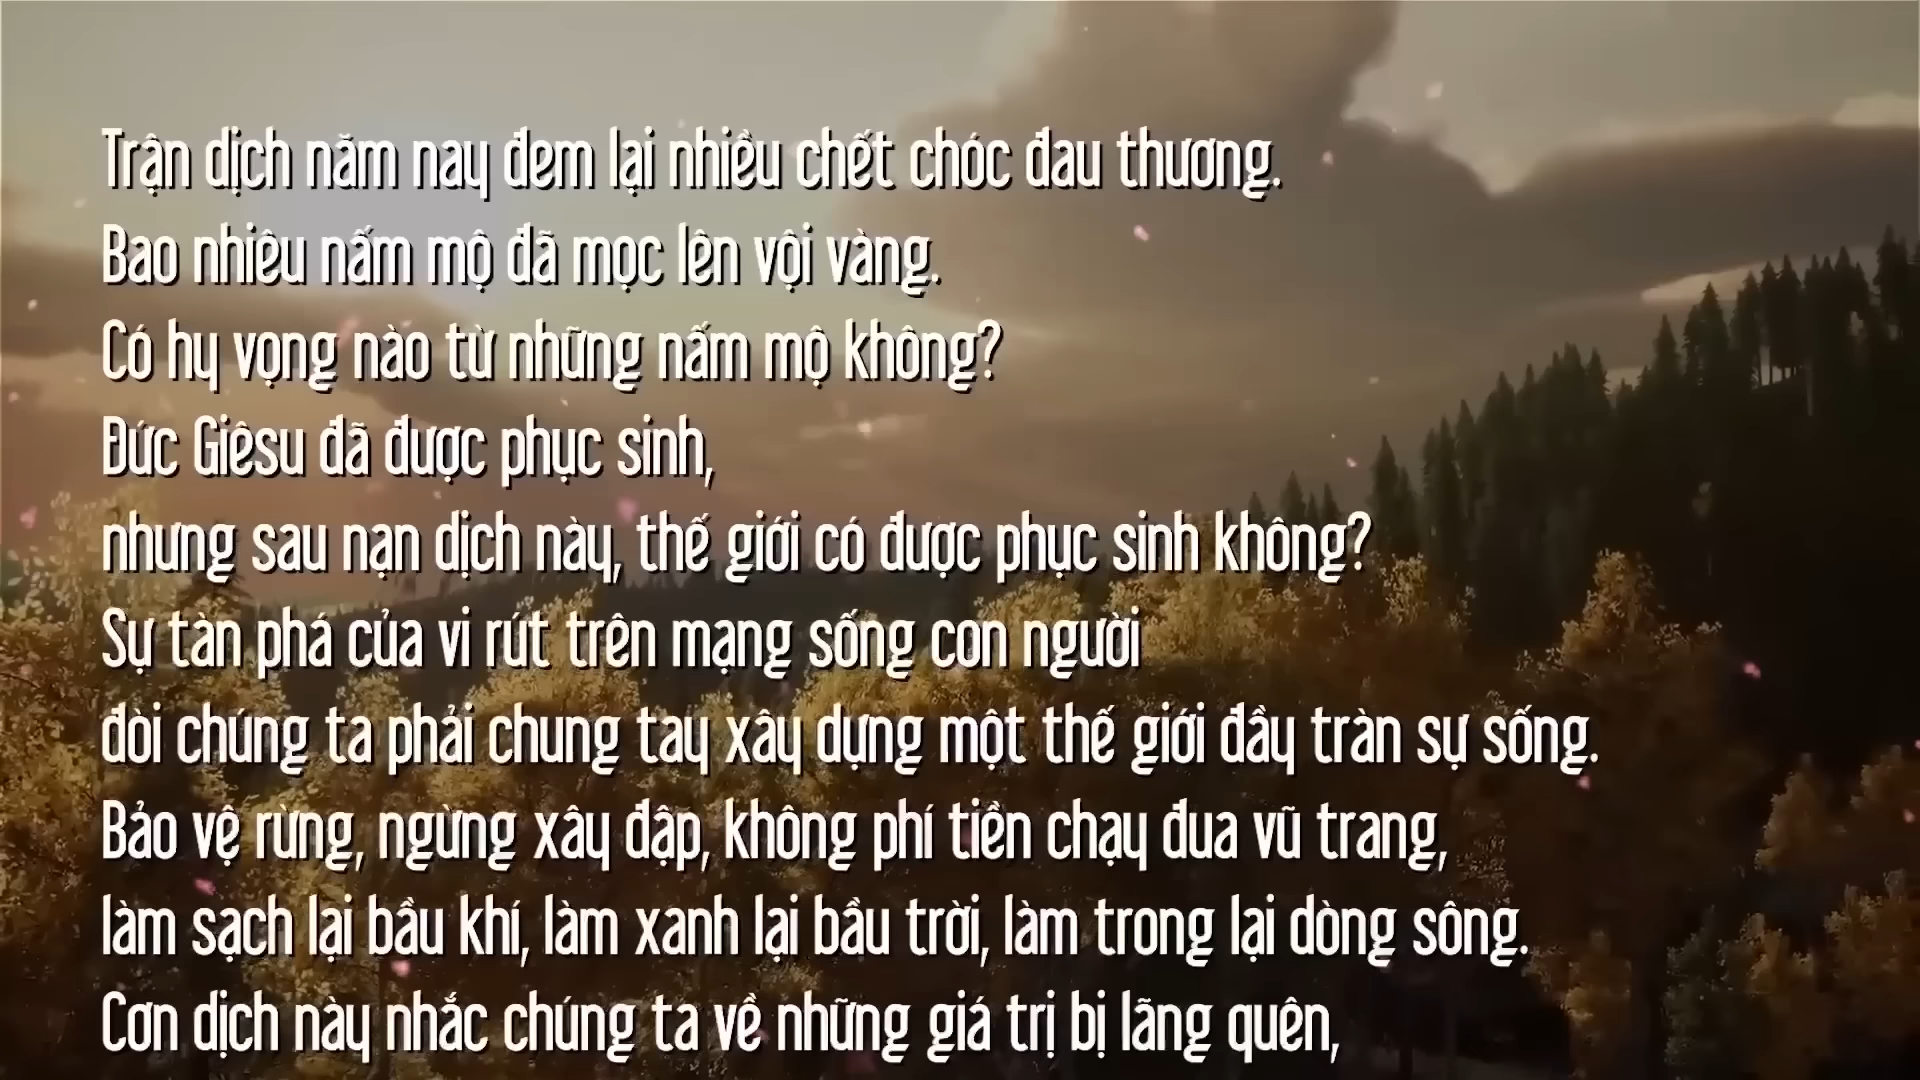 Trận dịch năm nay đem lại nhiều chết chóc đau thương.
Bao nhiêu nấm mộ đã mọc lên vội vàng.
Có hy vọng nào từ những nấm mộ không?
Đức Giêsu đã được phục sinh,
nhưng sau nạn dịch này, thế giới có được phục sinh không?
Sự tàn phá của vi rút trên mạng sống con người
đòi chúng ta phải chung tay xây dựng một thế giới đầy tràn sự sống.
Bảo vệ rừng, ngừng xây đập, không phí tiền chạy đua vũ trang,
làm sạch lại bầu khí, làm xanh lại bầu trời, làm trong lại dòng sông.
Cơn dịch này nhắc chúng ta về những giá trị bị lãng quên,